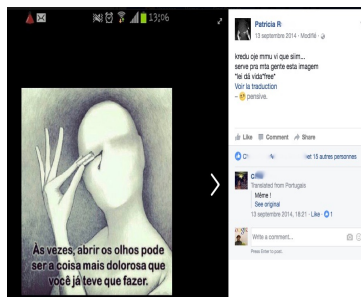 13:06
Às vezes, abrir os olhos pode
ser a coisa mais dolorosa que
você já teve que fazer.
Patricia R
13 septembre 2014 · Modifié ·
kredu oje mmu vi que siim...
serve pra mta gente esta imagem
"lei dá vida"free"
Voir la traduction
– pensive.
Like Comment Share
et 15 autres personnes
Translated from Portugais
Même !
See original
13 septembre 2014, 18:21 · Like · 1
Write a comment...
Press Enter to post.